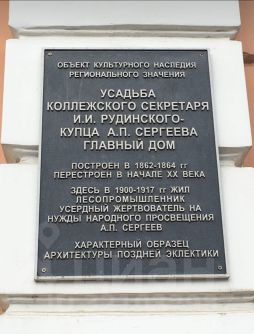 ОБЪЕКТ КУЛЬТУРНОГО НАСЛЕДИЯ
РЕГИОНАЛЬНОГО ЗНАЧЕНИЯ
УСАДЬБА
КОЛЛЕЖСКОГО СЕКРЕТАРЯ
И.И. РУДИНСКОГО-
КУПЦА А.П. СЕРГЕЕВА
ГЛАВНЫЙ ДОМ
ПОСТРОЕН В 1862-1864 гг
ПЕРЕСТРОЕН В НАЧАЛЕ XX ВЕКА
ЗДЕСЬ В 1900-1917 гг ЖИЛ
ЛЕСОПРОМЫШЛЕННИК
УСЕРДНЫЙ ЖЕРТВОВАТЕЛЬ НА
НУЖДЫ НАРОДНОГО ПРОСВЕЩЕНИЯ
А.П. СЕРГЕЕВ
ХАРАКТЕРНЫЙ ОБРАЗЕЦ
АРХИТЕКТУРЫ ПОЗДНЕЙ ЭКЛЕКТИКИ
циан